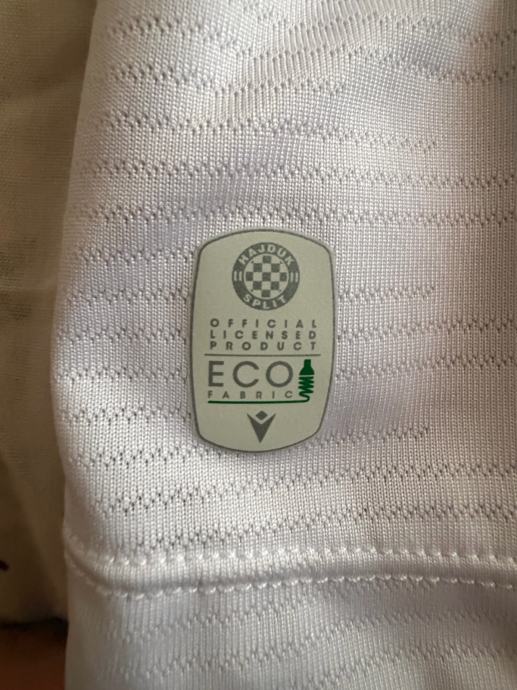 HAJDUK
SPLIT
OFFICIAL
LICENSED
PRODUCT
ECO
FABRIC